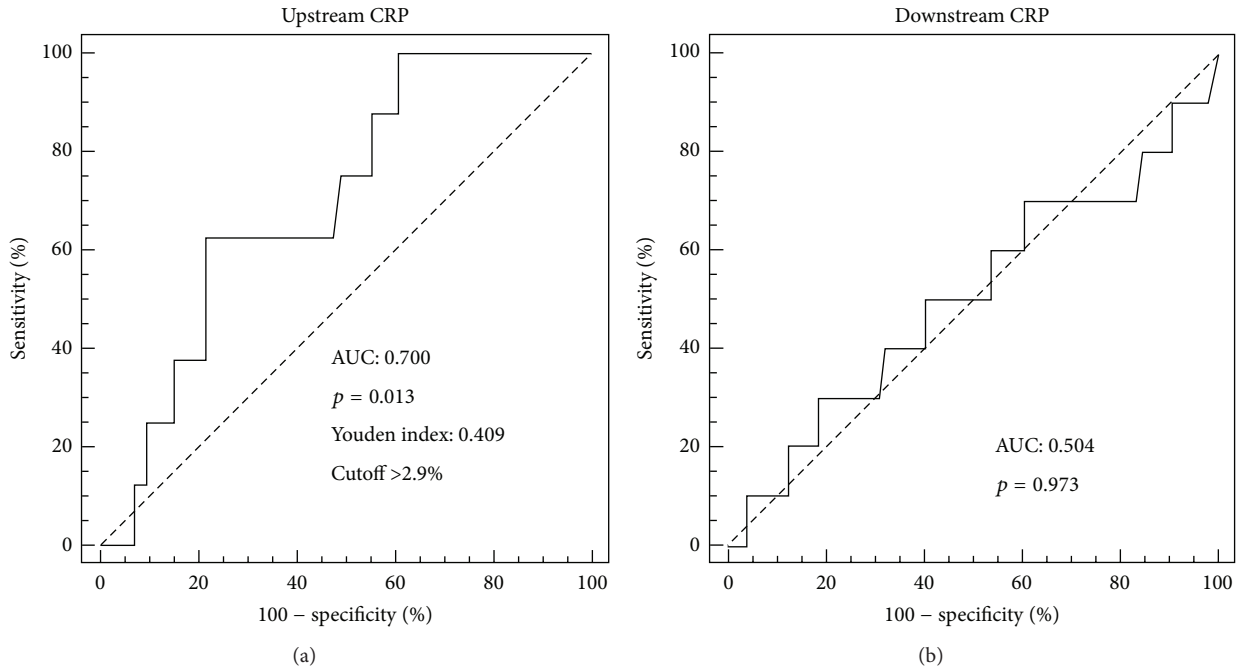 Upstream CRP
100
80
60
40
20
0
Sensitivity (%)
AUC: 0.700
p = 0.013
Youden index: 0.409
Cutoff >2.9%
0 20 40 60 80 100
100 − specificity (%)
(a)
Downstream CRP
100
80
60
40
20
0
Sensitivity (%)
AUC: 0.504
p = 0.973
0 20 40 60 80 100
100 − specificity (%)
(b)